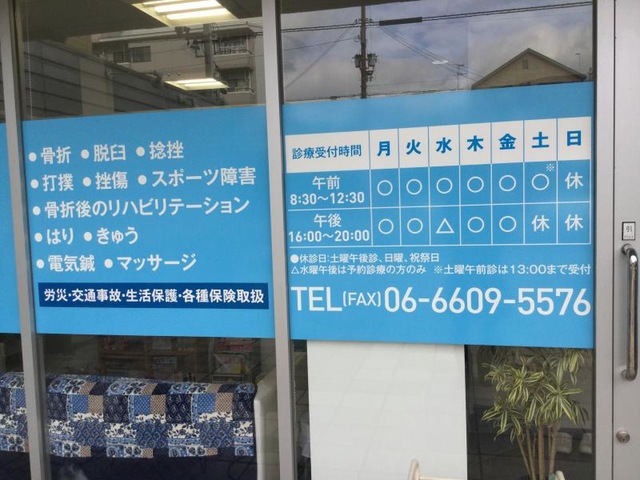 ●骨折 ●脱臼 ●捻挫
●打撲 ●挫傷 ●スポーツ障害
●骨折後のリハビリテーション
●はり ●きゅう
●電気鍼 ●マッサージ
労災・交通事故・生活保護・各種保険取扱
診療受付時間 月 火 水 木 金 土 日
午前 8:30〜12:30 ○ ○ ○ ○ ○ ○※ 休
午後 16:00〜20:00 ○ ○ △ ○ ○ 休 休
●休診日:土曜午後診、日曜、祝祭日
△水曜午後は予約診療の方のみ ※土曜午前診は13:00まで受付
TEL(FAX) 06-6609-5576